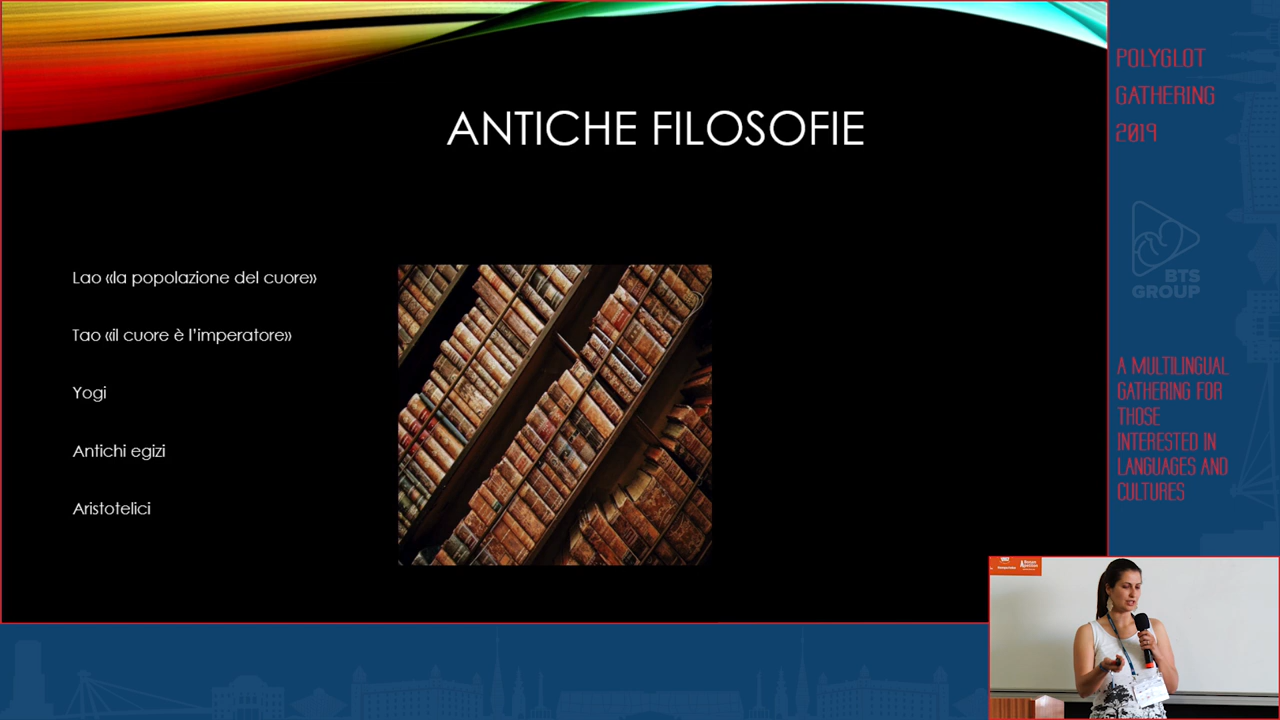 ANTICHE FILOSOFIE
Lao «la popolazione del cuore»
Tao «il cuore è l'imperatore»
Yogi
Antichi egizi
Aristotelici
POLYGLOT
GATHERING
2019
BTS
GROUP
A MULTILINGUAL
GATHERING FOR
THOSE
INTERESTED IN
LANGUAGES AND
CULTURES